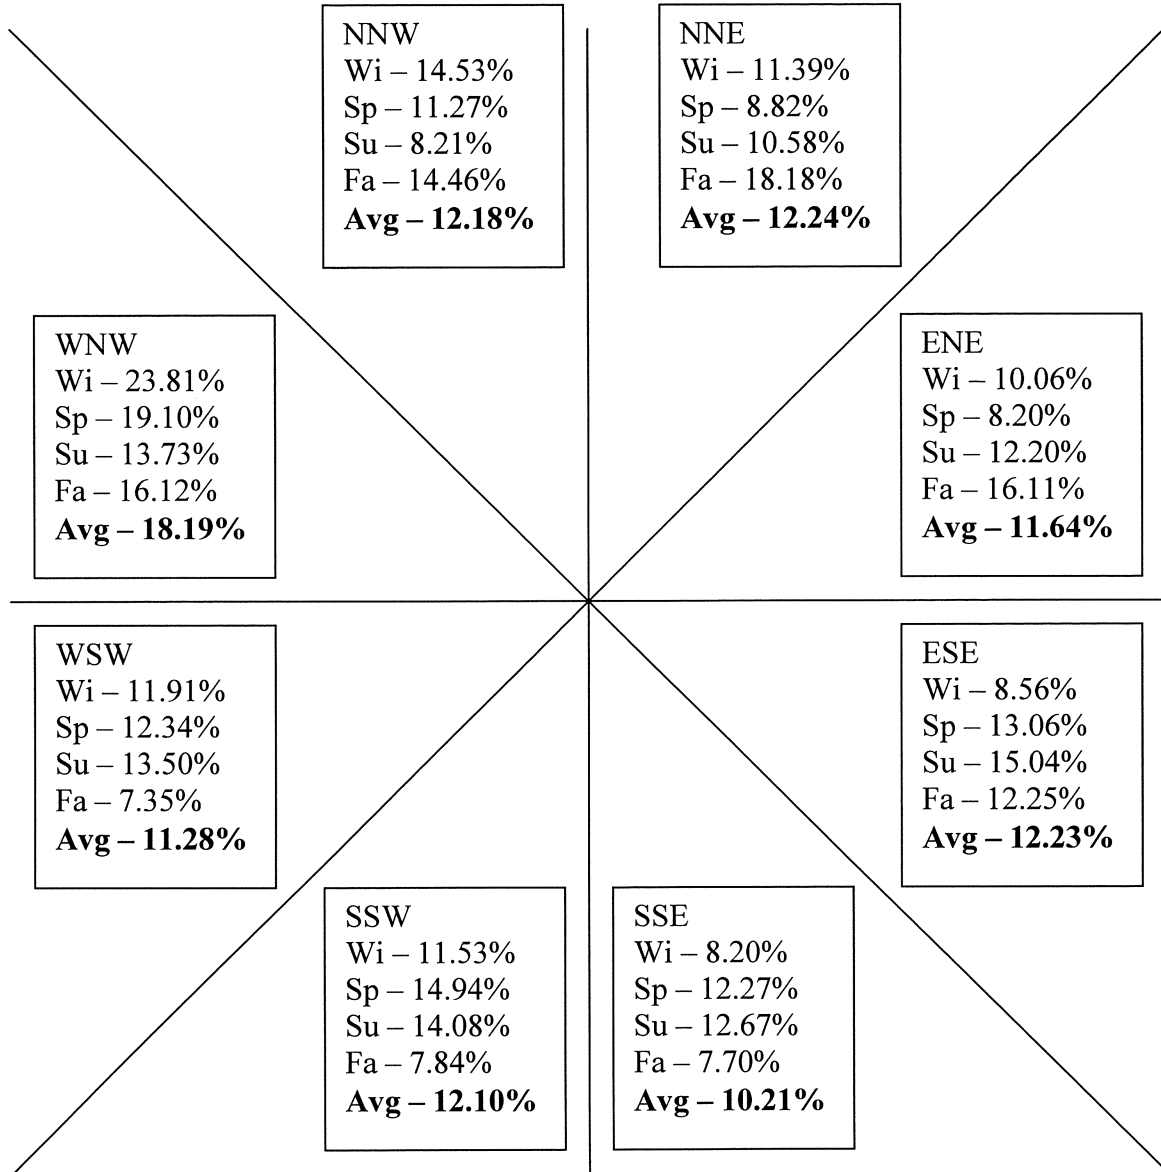 NNW
Wi – 14.53%
Sp – 11.27%
Su – 8.21%
Fa – 14.46%
Avg – 12.18%
NNE
Wi – 11.39%
Sp – 8.82%
Su – 10.58%
Fa – 18.18%
Avg – 12.24%
WNW
Wi – 23.81%
Sp – 19.10%
Su – 13.73%
Fa – 16.12%
Avg – 18.19%
ENE
Wi – 10.06%
Sp – 8.20%
Su – 12.20%
Fa – 16.11%
Avg – 11.64%
WSW
Wi – 11.91%
Sp – 12.34%
Su – 13.50%
Fa – 7.35%
Avg – 11.28%
ESE
Wi – 8.56%
Sp – 13.06%
Su – 15.04%
Fa – 12.25%
Avg – 12.23%
SSW
Wi – 11.53%
Sp – 14.94%
Su – 14.08%
Fa – 7.84%
Avg – 12.10%
SSE
Wi – 8.20%
Sp – 12.27%
Su – 12.67%
Fa – 7.70%
Avg – 10.21%